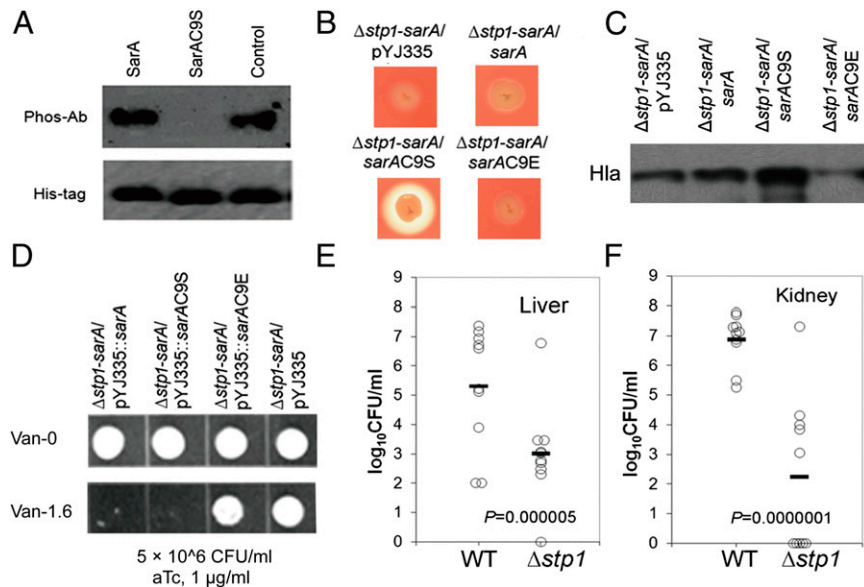 A
SarA
SarAC9S
Control
Phos-Ab
His-tag
B
Δstp1-sarA/
pYJ335
Δstp1-sarA/
sarA
Δstp1-sarA/
sarAC9S
Δstp1-sarA/
sarAC9E
C
Δstp1-sarA/
pYJ335
Δstp1-sarA/
sarA
Δstp1-sarA/
sarAC9S
Δstp1-sarA/
sarAC9E
Hla
D
Δstp1-sarA/
pYJ335::sarA
Δstp1-sarA/
pYJ335::sarAC9S
Δstp1-sarA/
pYJ335::sarAC9E
Δstp1-sarA/
pYJ335
Van-0
Van-1.6
5 × 10^6 CFU/ml
aTc, 1 µg/ml
E
log10CFU/ml
9
8
7
6
5
4
3
2
1
0
Liver
P=0.000005
WT
Δstp1
F
log10CFU/ml
9
8
7
6
5
4
3
2
1
0
Kidney
P=0.0000001
WT
Δstp1